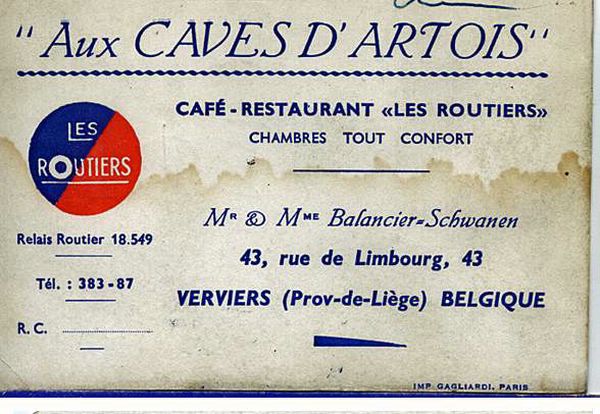 "Aux CAVES D'ARTOIS"
CAFÉ-RESTAURANT «LES ROUTIERS»
CHAMBRES TOUT CONFORT
LES
ROUTIERS
Relais Routier 18.549
Tél. : 383-87
R. C.
Mr & Mme Balancier=Schwanen
43, rue de Limbourg, 43
VERVIERS (Prov-de-Liège) BELGIQUE
IMP GAGLIARDI. PARIS